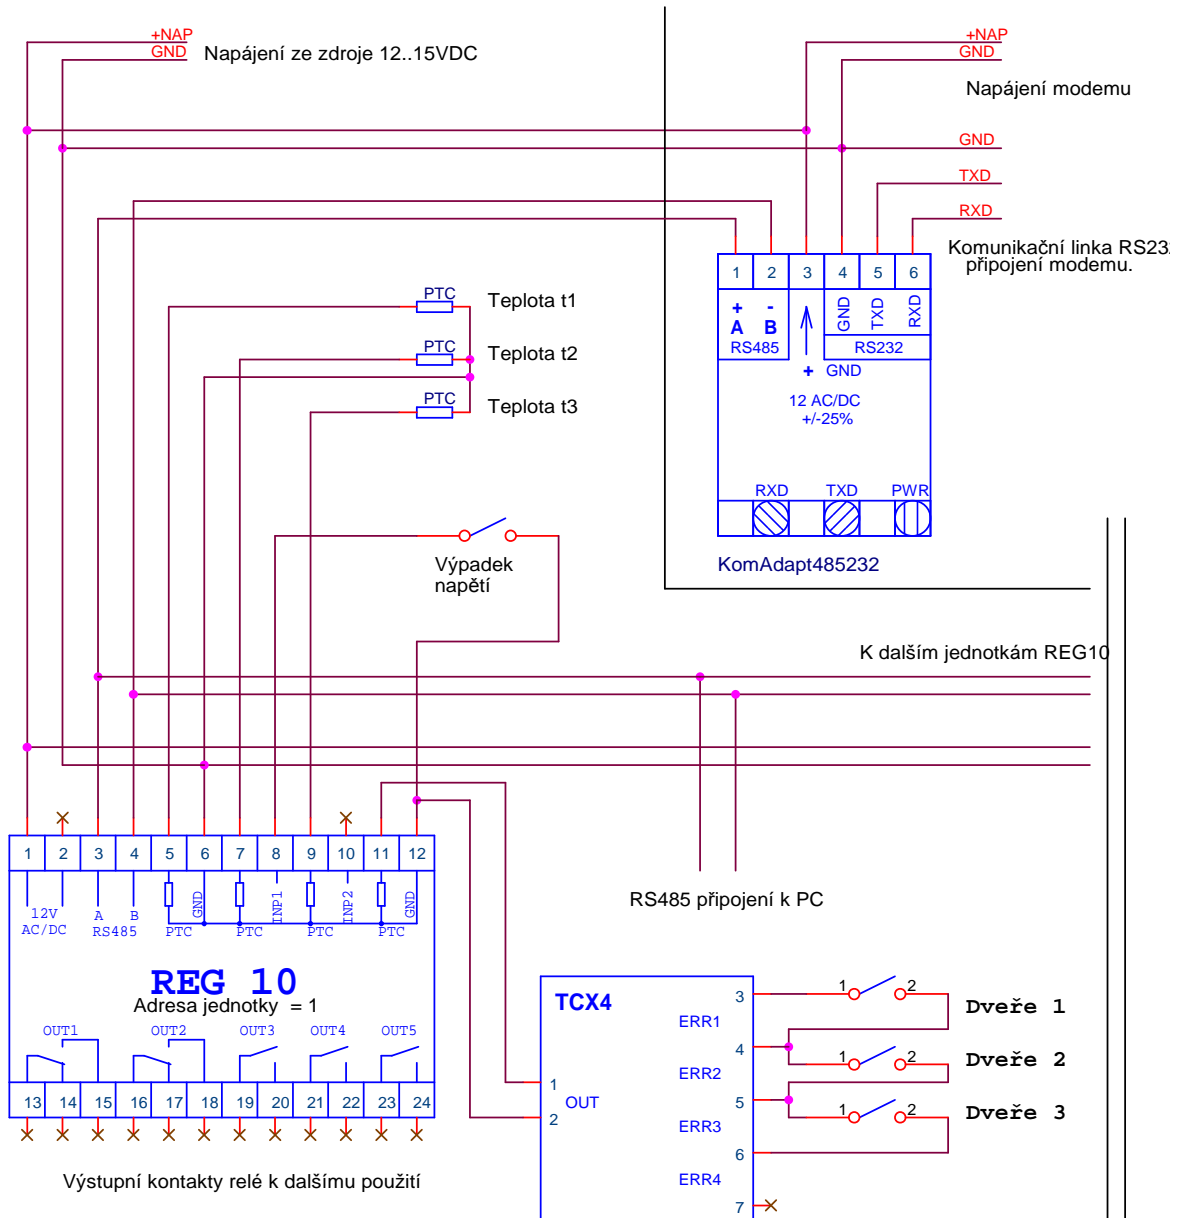 +NAP
GND
Napájení ze zdroje 12..15VDC
+NAP
GND
Napájení modemu
GND
TXD
RXD
Komunikační linka RS23
připojení modemu.
1 2 3 4 5 6
+ -
A B
RS485
GND TXD RXD
RS232
+ GND
12 AC/DC
+/-25%
RXD TXD PWR
KomAdapt485232
PTC Teplota t1
PTC Teplota t2
PTC Teplota t3
Výpadek
napětí
K dalším jednotkám REG10
1 2 3 4 5 6 7 8 9 10 11 12
12V
AC/DC
A B
RS485
PTC GND PTC INP1 PTC INP2 PTC GND
REG 10
Adresa jednotky = 1
OUT1 OUT2 OUT3 OUT4 OUT5
13 14 15 16 17 18 19 20 21 22 23 24
Výstupní kontakty relé k dalšímu použití
RS485 připojení k PC
TCX4
1
OUT
2
3
ERR1
4
ERR2
5
ERR3
6
ERR4
7
1 2 Dveře 1
1 2 Dveře 2
1 2 Dveře 3